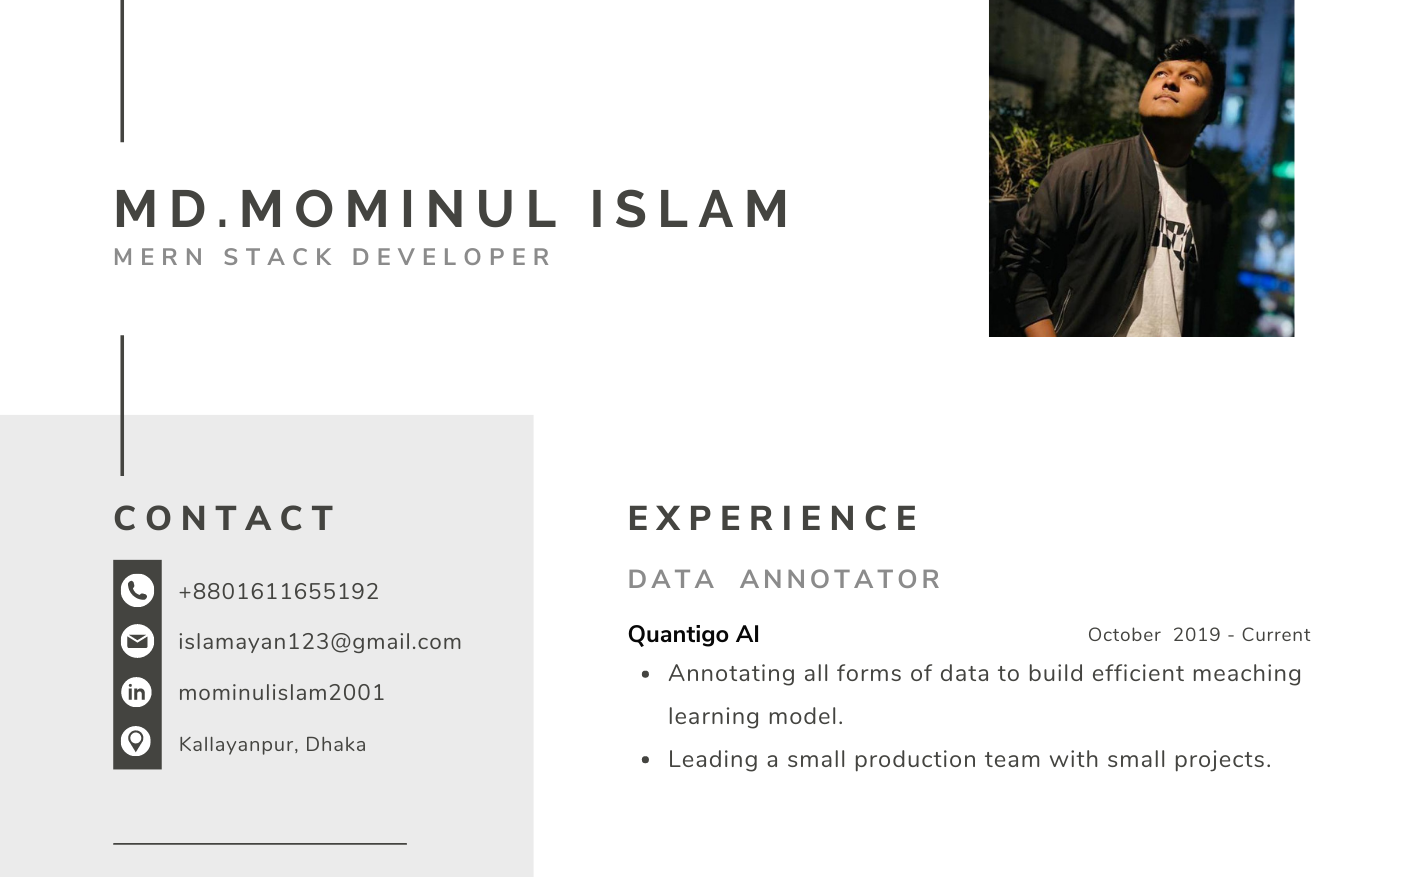 MD.MOMINUL ISLAM
MERN STACK DEVELOPER
CONTACT
+8801611655192
islamayan123@gmail.com
mominulislam2001
Kallayanpur, Dhaka
EXPERIENCE
DATA ANNOTATOR
Quantigo AI
October 2019 - Current
• Annotating all forms of data to build efficient meaching
learning model.
• Leading a small production team with small projects.